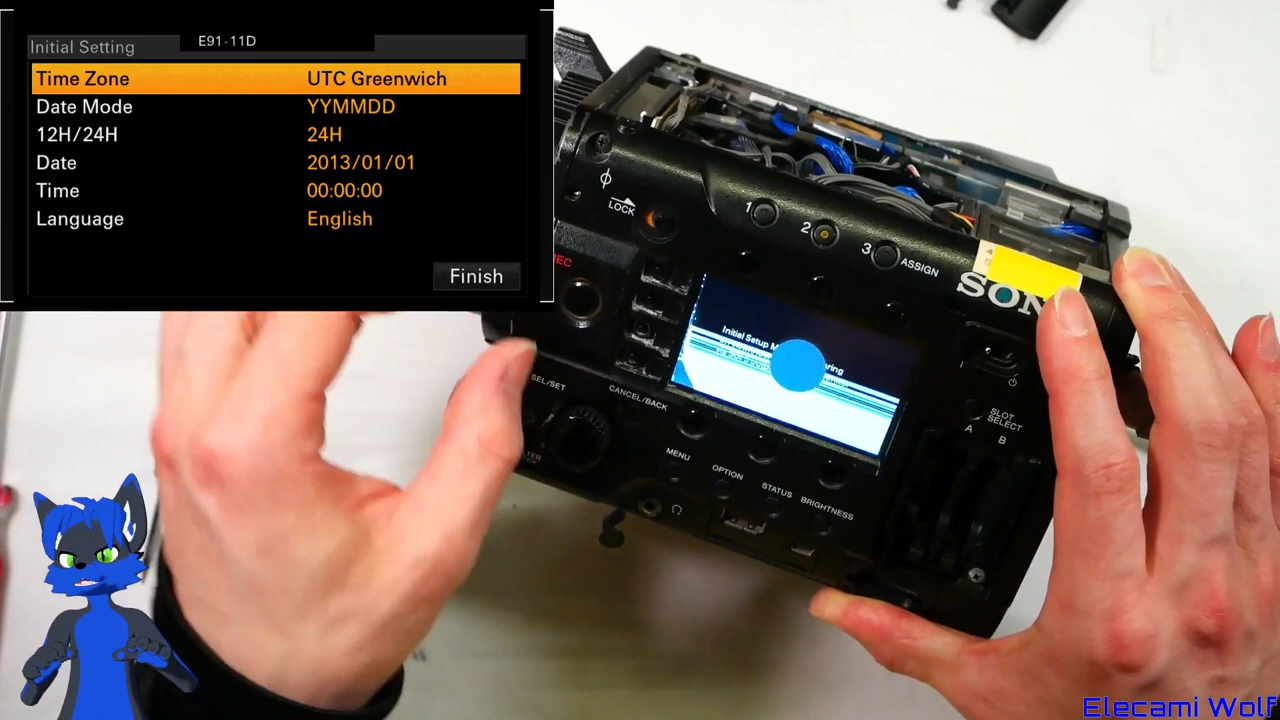 E91-11D
Initial Setting
Time Zone UTC Greenwich
Date Mode YYMMDD
12H/24H 24H
Date 2013/01/01
Time 00:00:00
Language English
Finish
LOCK
1
2
3 ASSIGN
SON
Initial Setup
SEL/SET
CANCEL/BACK
MENU
OPTION
STATUS
BRIGHTNESS
SLOT
SELECT
A B
Elecami Wolf